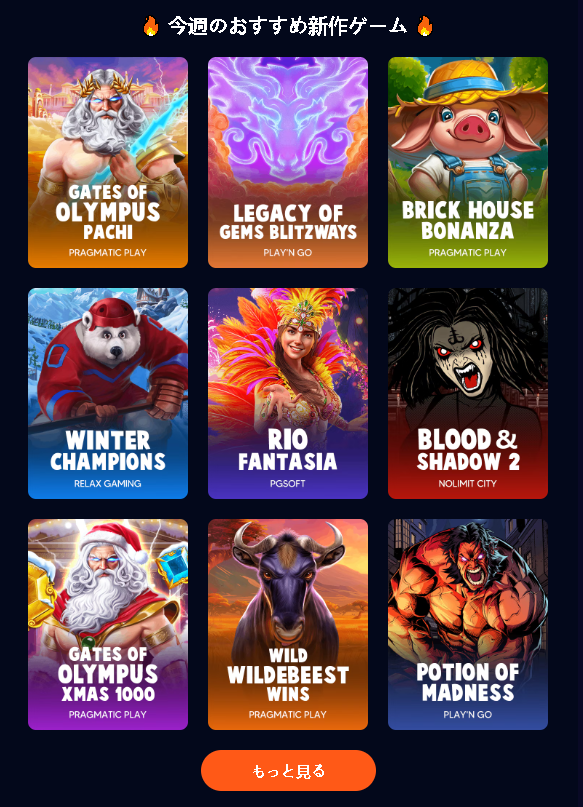 🔥 今週のおすすめ新作ゲーム 🔥
GATES OF
OLYMPUS
PACHI
PRAGMATIC PLAY
LEGACY OF
GEMS BLITZWAYS
PLAY'N GO
BRICK HOUSE
BONANZA
PRAGMATIC PLAY
WINTER
CHAMPIONS
RELAX GAMING
RIO
FANTASIA
PGSOFT
BLOOD &
SHADOW 2
NOLIMIT CITY
GATES OF
OLYMPUS
XMAS 1000
PRAGMATIC PLAY
WILD
WILDEBEEST
WINS
PRAGMATIC PLAY
POTION OF
MADNESS
PLAY'N GO
もっと見る